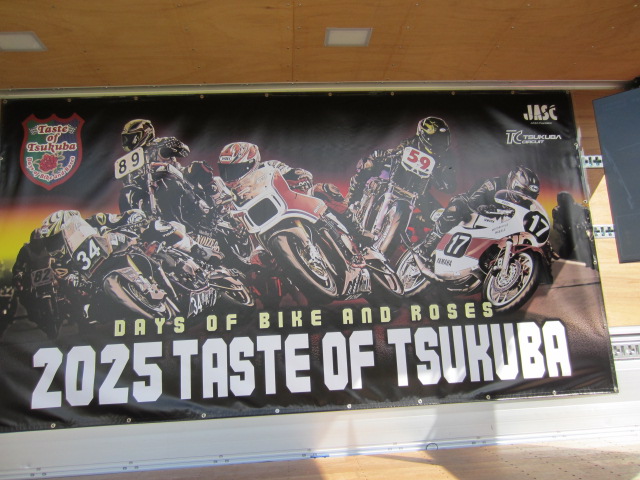 Taste
of
Tsukuba
JASC
TC TSUKUBA
CIRCUIT
89
59
34
17
17
YAMAHA
DAYS OF BIKE AND ROSES
2025 TASTE OF TSUKUBA